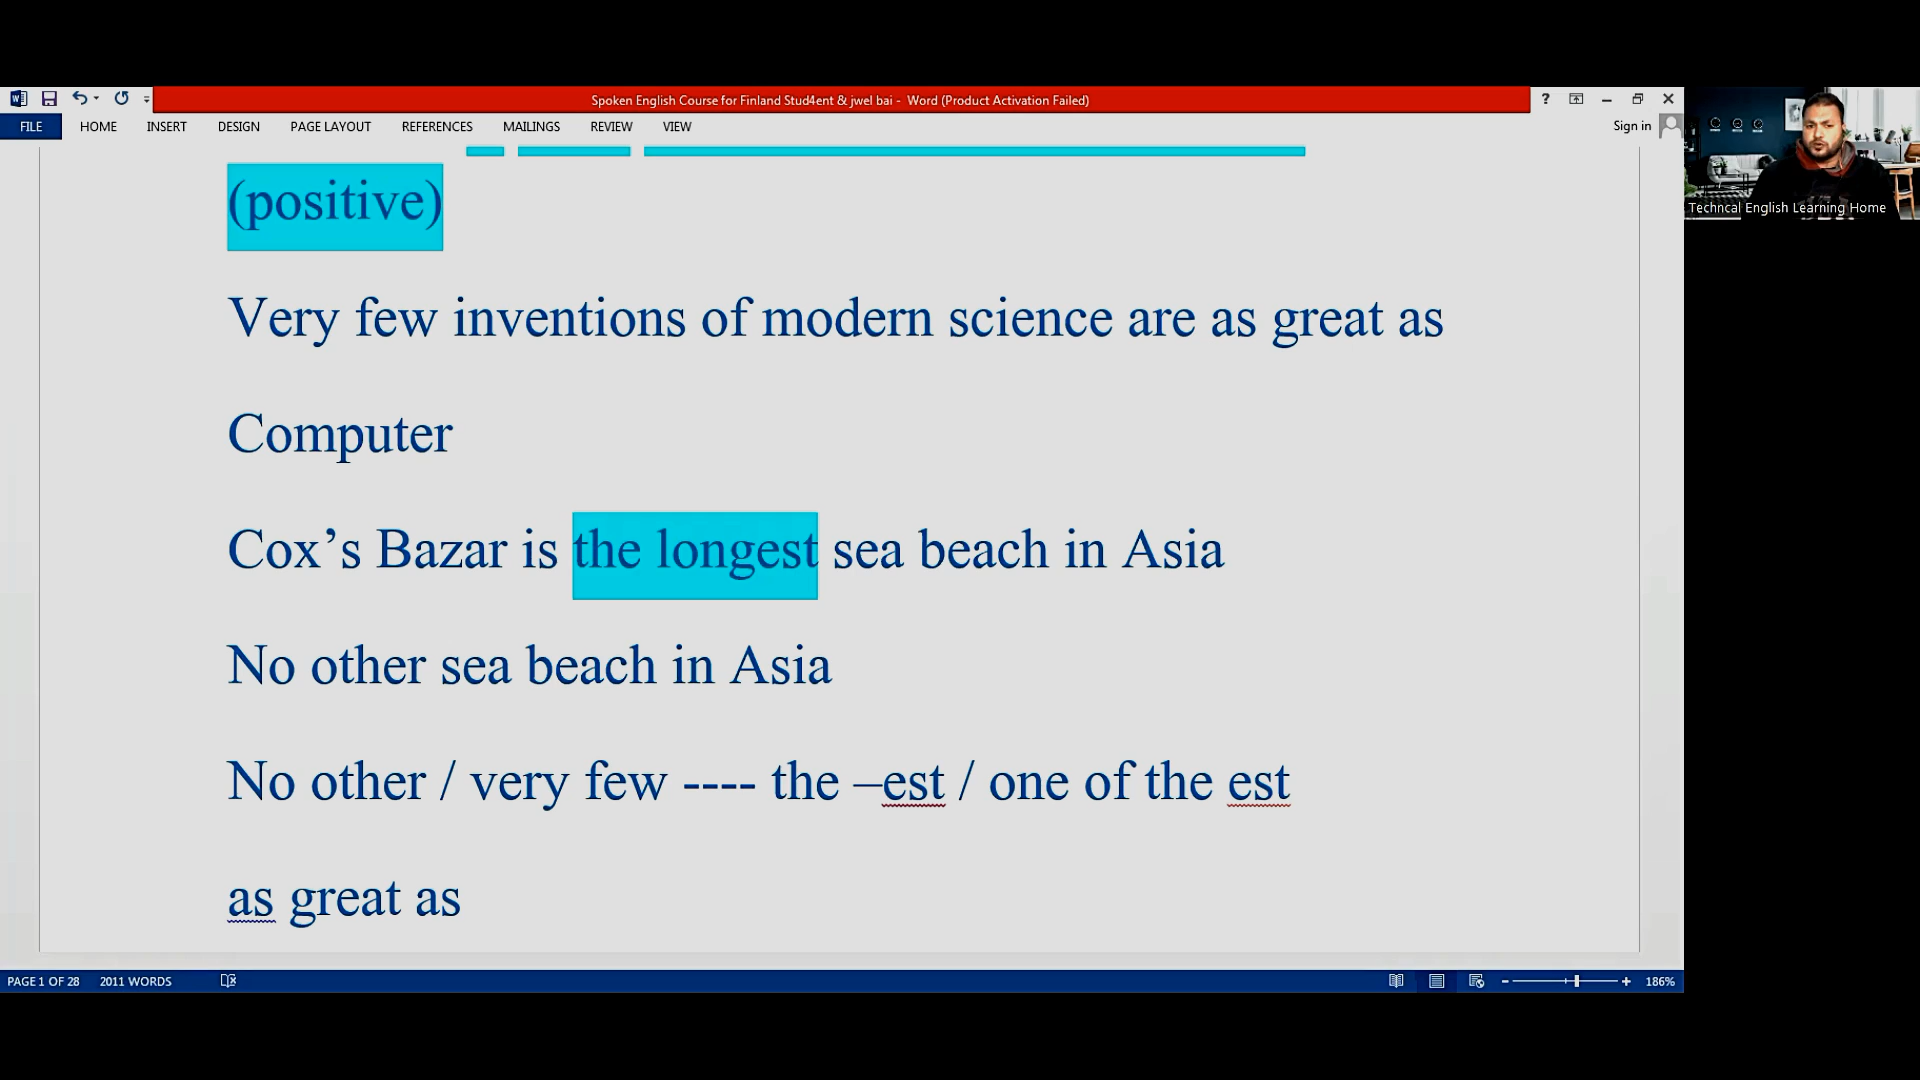 Spoken English Course for Finland Stud4ent & jwel bai - Word (Product Activation Failed)
?
FILE HOME INSERT DESIGN PAGE LAYOUT REFERENCES MAILINGS REVIEW VIEW
Sign in
Techncal English Learning Home
(positive)
Very few inventions of modern science are as great as
Computer
Cox’s Bazar is the longest sea beach in Asia
No other sea beach in Asia
No other / very few ---- the –est / one of the est
as great as
PAGE 1 OF 28 2011 WORDS
186%